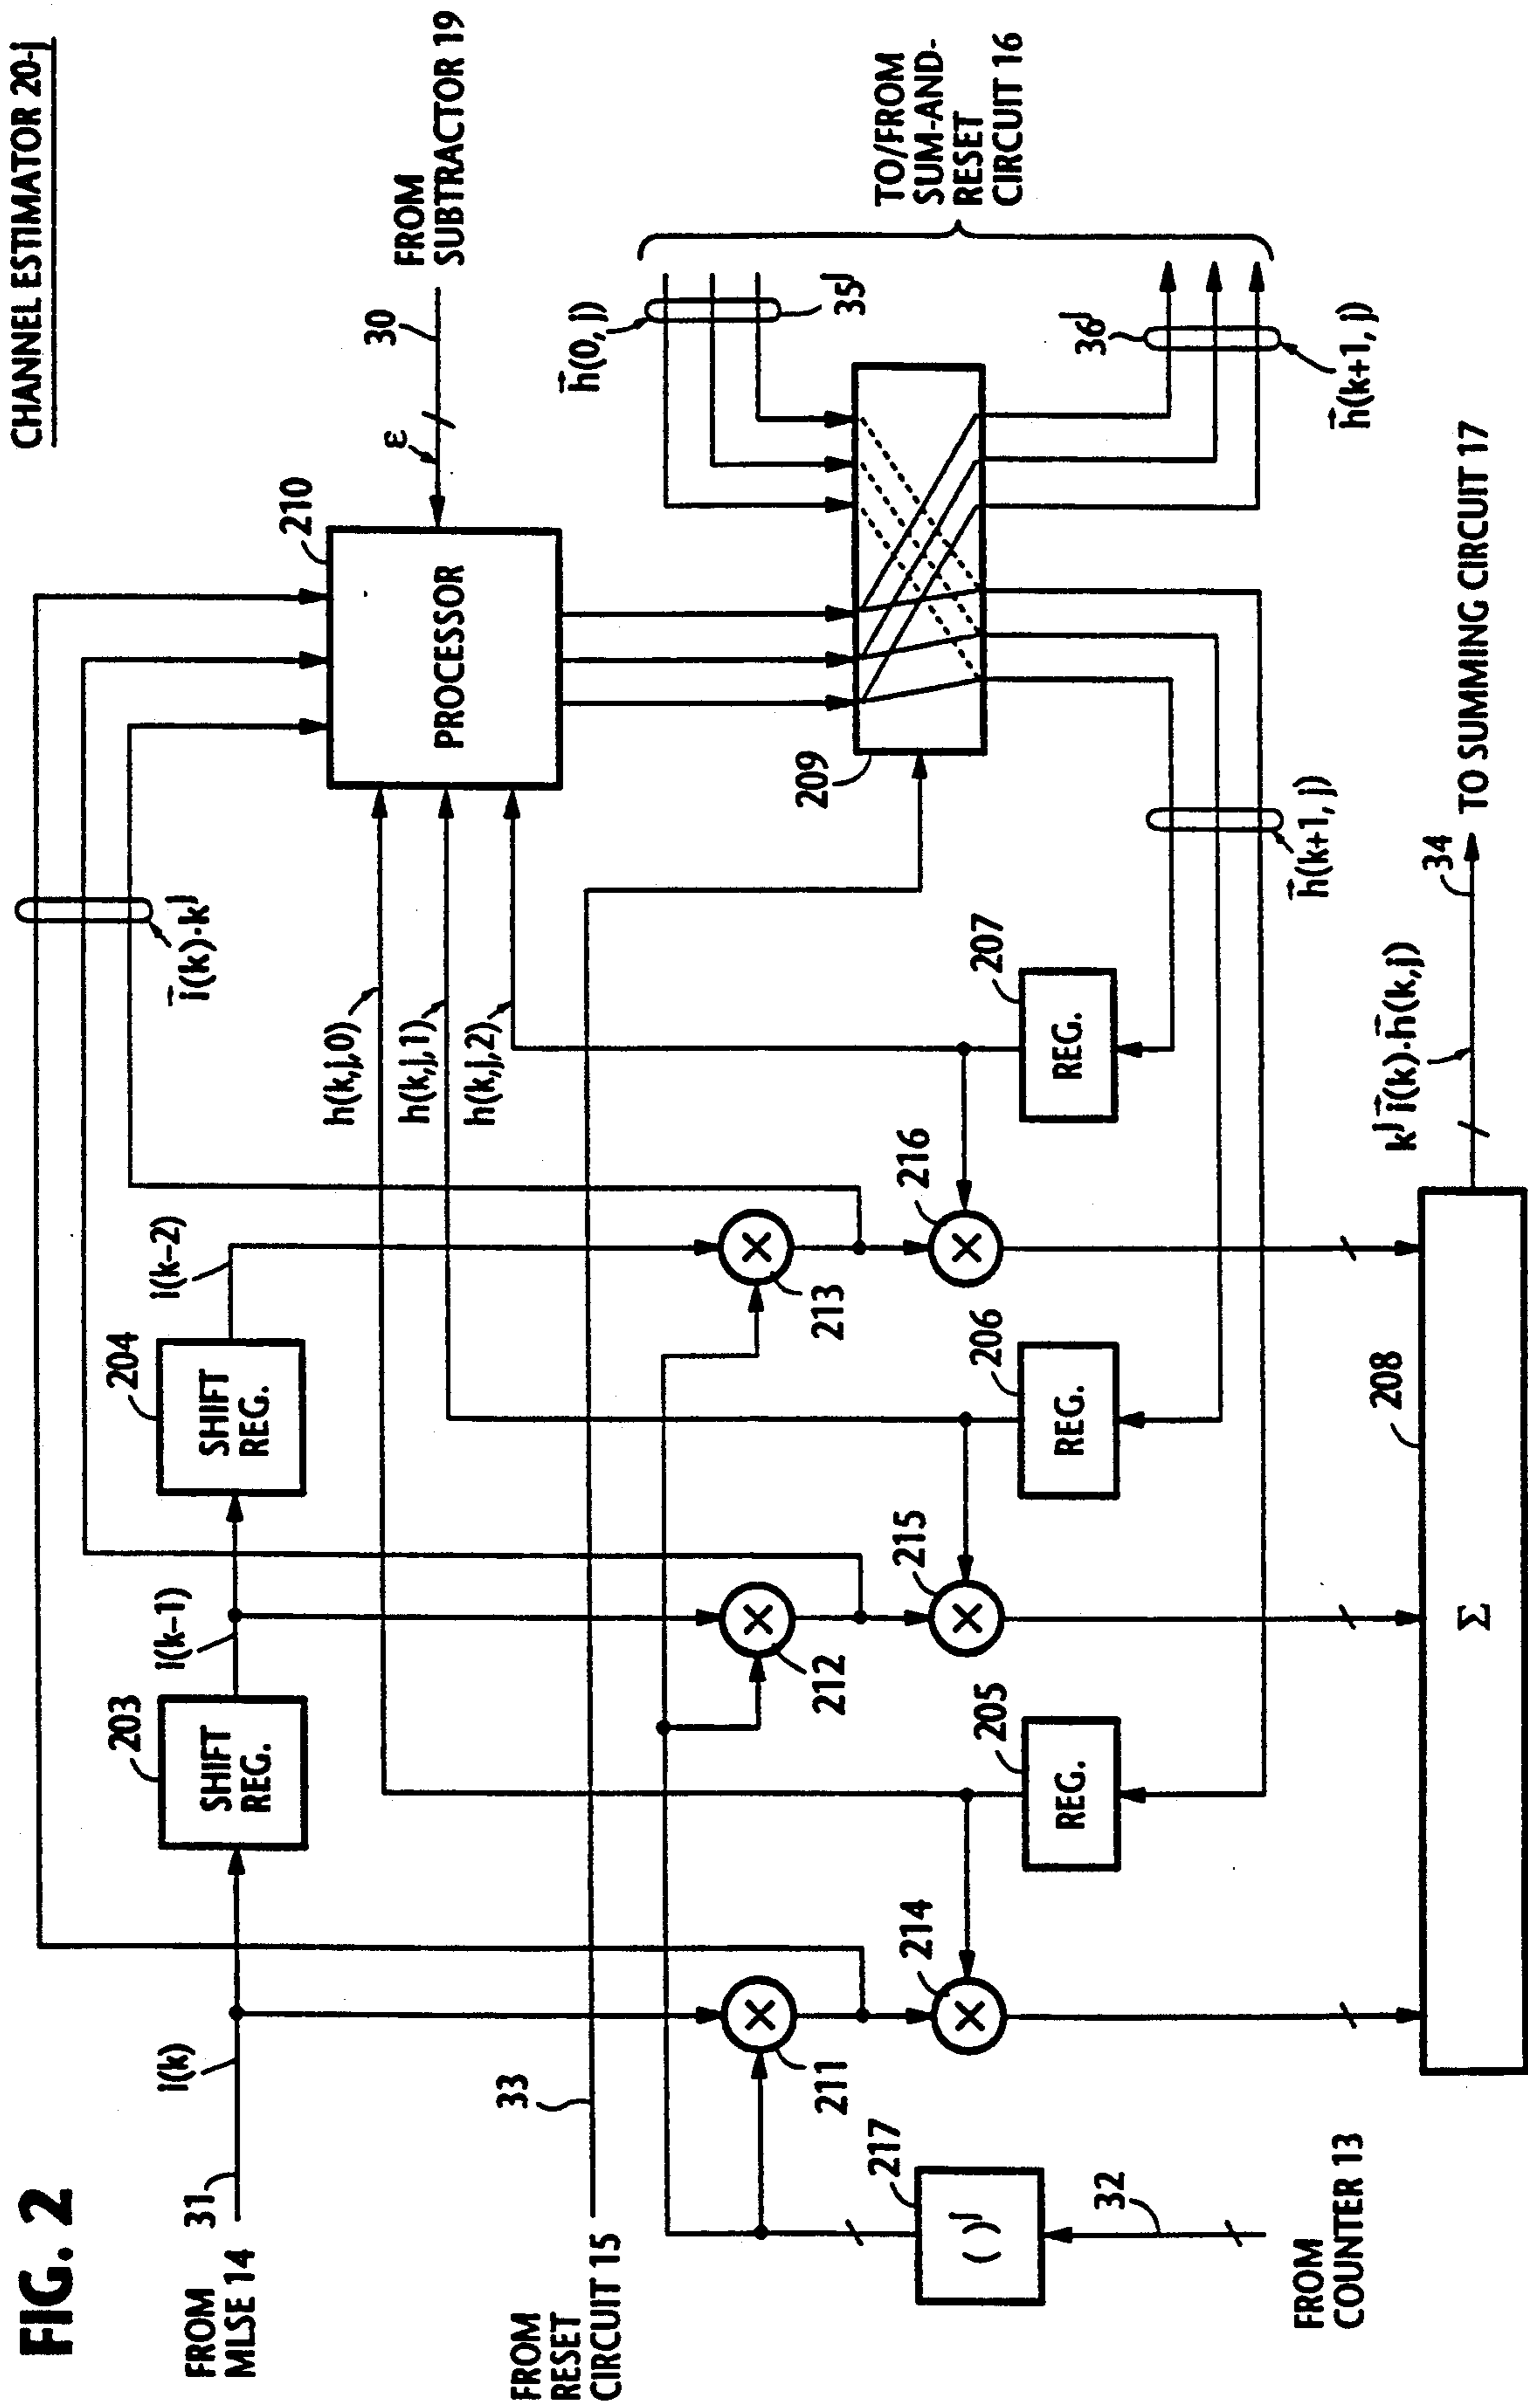 FIG. 2
CHANNEL ESTIMATOR 20-j
FROM
MLSE 14
31
i(k)
203
SHIFT
REG.
i(k–1)
204
SHIFT
REG.
i(k–2)
i⃗(k)·kʲ
210
PROCESSOR
ε
30
FROM
SUBTRACTOR 19
h(k,j,0)
h(k,j,1)
h(k,j,2)
FROM
RESET
CIRCUIT 15
33
h⃗(0,j)
35ʲ
TO/FROM
SUM-AND-
RESET
CIRCUIT 16
211
212
213
209
36ʲ
h⃗(k+1,j)
217
( )ʲ
214
215
216
205
REG.
206
REG.
207
REG.
h⃗(k+1,j)
32
FROM
COUNTER 13
208
Σ
kʲ i⃗(k)·h⃗(k,j)
34
TO SUMMING CIRCUIT 17